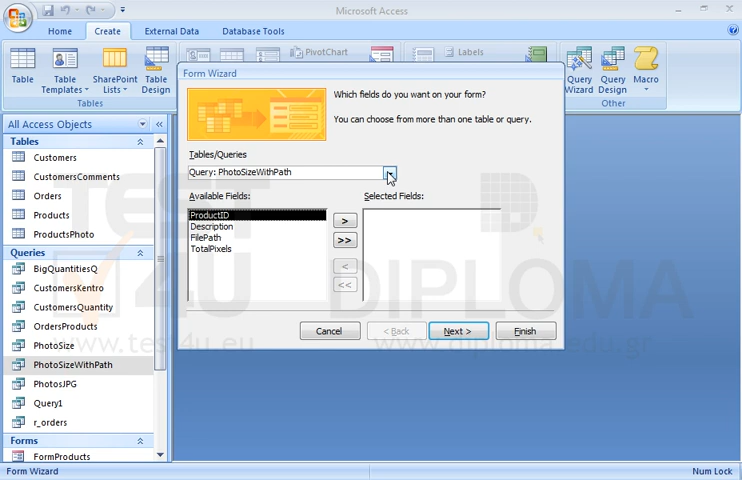 Microsoft Access
Home Create External Data Database Tools
Table
Table Templates
SharePoint Lists
Table Design
Tables
PivotChart
Labels
Query Wizard
Query Design
Macro
Other
Form Wizard
Which fields do you want on your form?
You can choose from more than one table or query.
Tables/Queries
Query: PhotoSizeWithPath
Available Fields:
Selected Fields:
ProductID
Description
FilePath
TotalPixels
>
>>
<
<<
Cancel
< Back
Next >
Finish
All Access Objects
Tables
Customers
CustomersComments
Orders
Products
ProductsPhoto
Queries
BigQuantitiesQ
CustomersKentro
CustomersQuantity
OrdersProducts
PhotoSize
PhotoSizeWithPath
PhotosJPG
Query1
r_orders
Forms
FormProducts
TEST
4U
www.test4u.eu
D.
DIPLOMA
www.diploma.edu.gr
Form Wizard
Num Lock